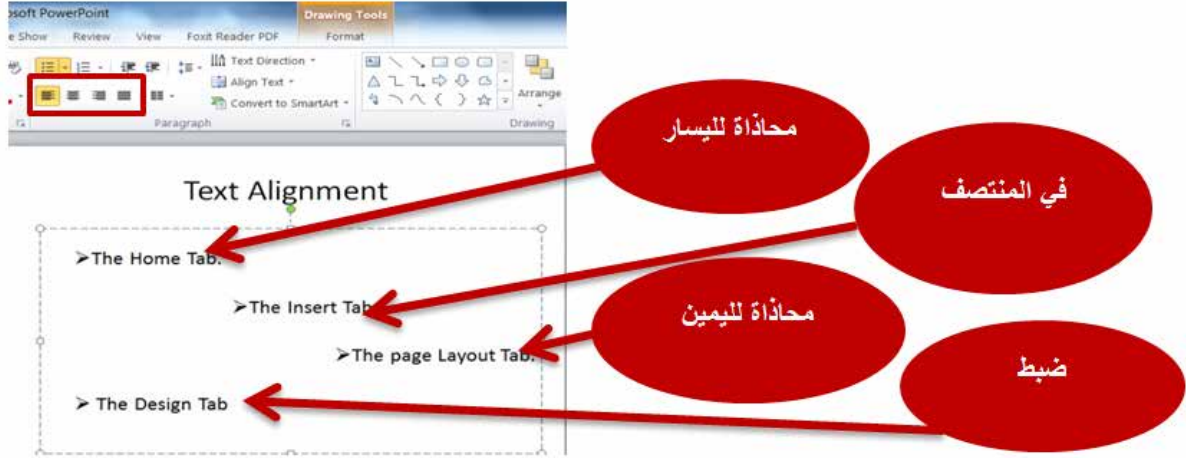 osoft PowerPoint
Drawing Tools
e Show Review View Foxit Reader PDF Format
Text Direction
Align Text
Convert to SmartArt
Arrange
Paragraph
Drawing
محاذاة لليسار
في المنتصف
Text Alignment
➢The Home Tab.
➢The Insert Tab
محاذاة لليمين
➢The page Layout Tab.
ضبط
➢ The Design Tab